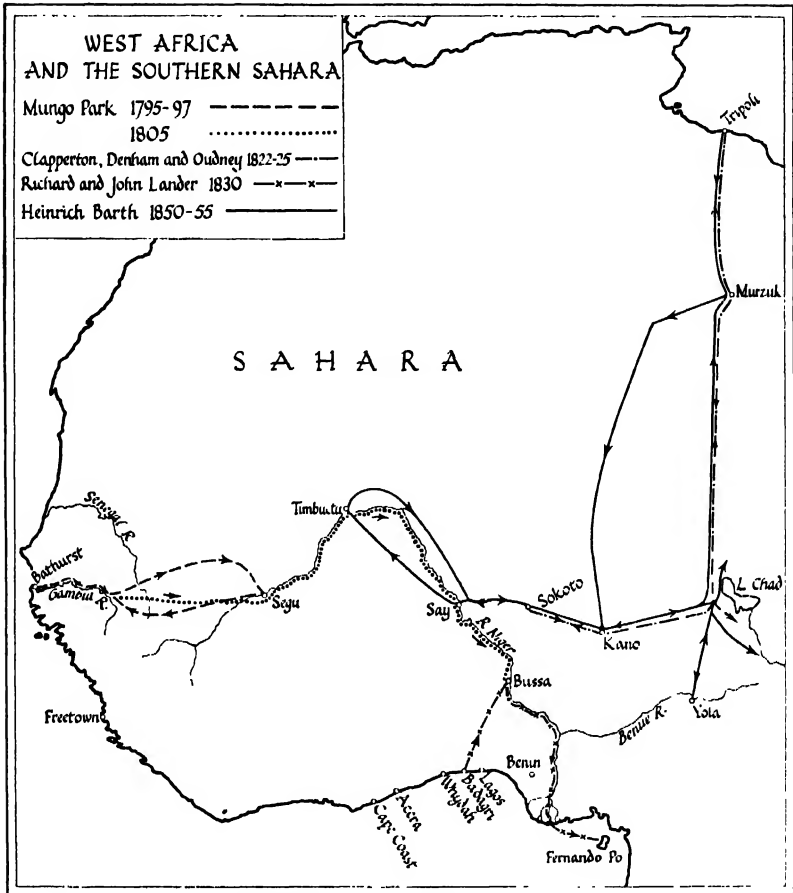 WEST AFRICA
AND THE SOUTHERN SAHARA
Mungo Park 1795-97
1805
Clapperton, Denham and Oudney 1822-25
Richard and John Lander 1830
Heinrich Barth 1850-55
Tripoli
Murzuk
SAHARA
Senegal R.
Timbuktu
Bathurst
Gambia
R.
Segu
Say
Sokoto
L. Chad
Kano
R Niger
Bussa
Yola
Benue R.
Freetown
Benin
Lagos
Badagri
Whydah
Accra
Cape Coast
Fernando Po